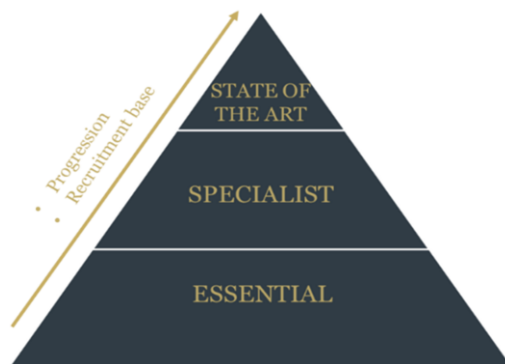 • Progression
• Recruitment base
STATE OF
THE ART
SPECIALIST
ESSENTIAL